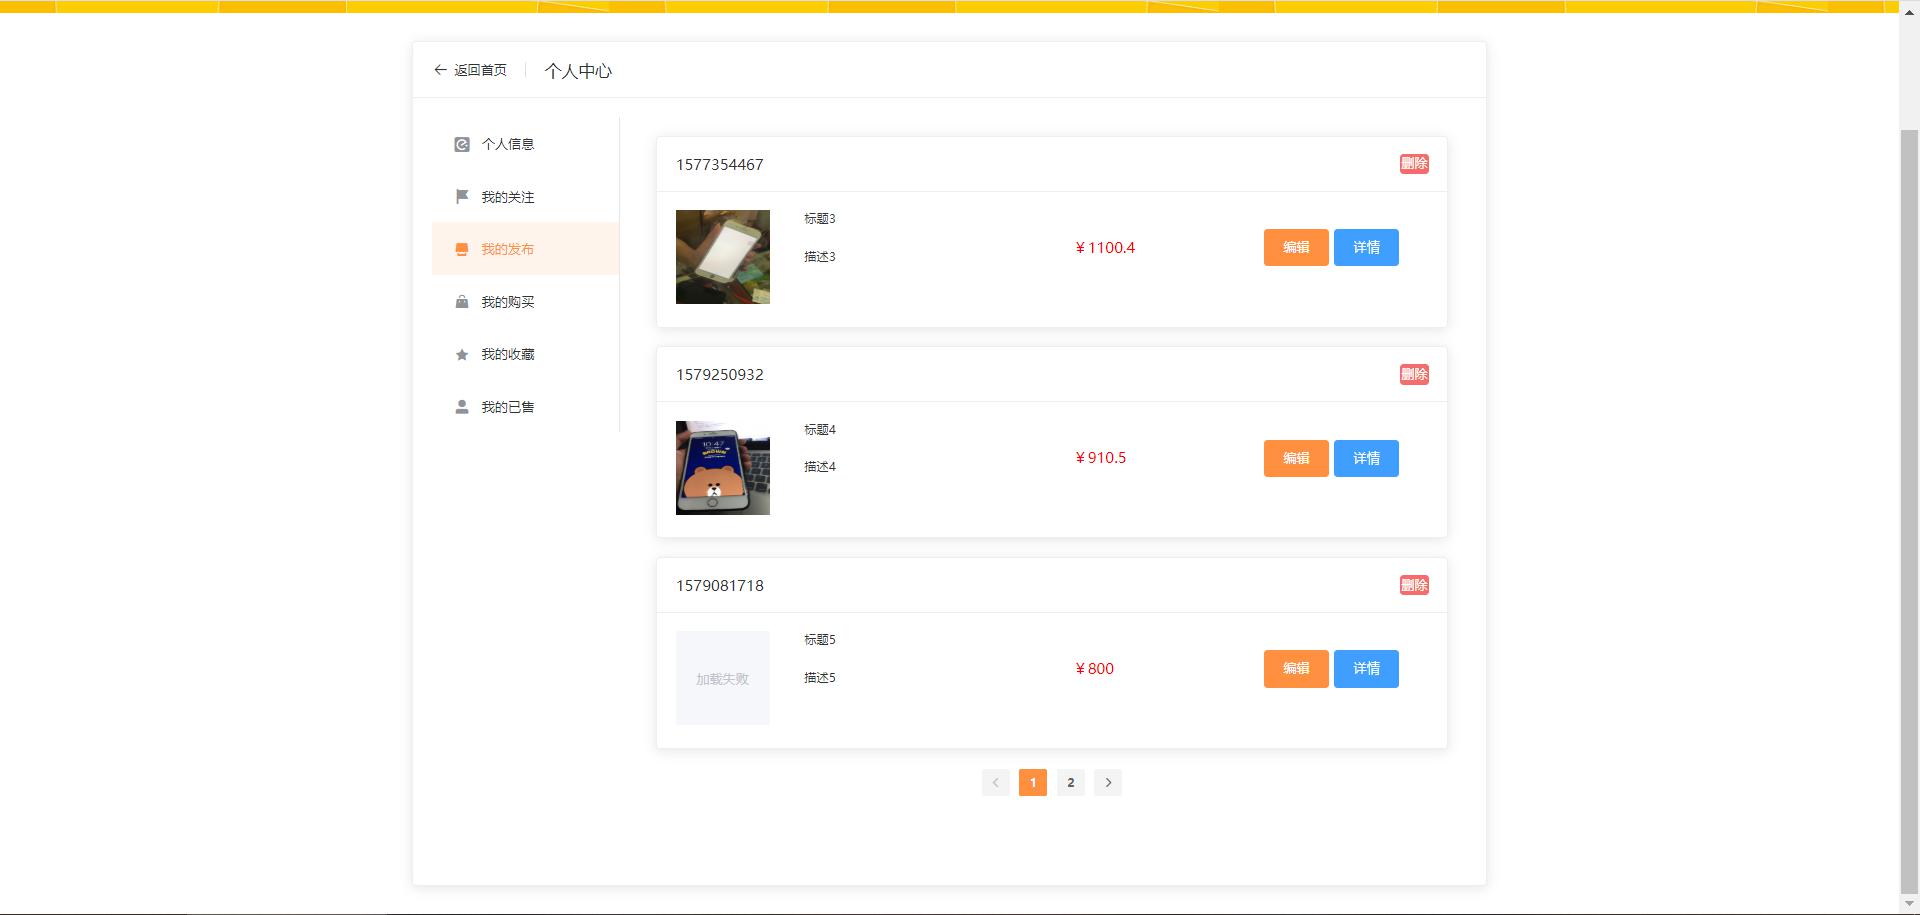 返回首页 个人中心
个人信息
我的关注
我的发布
我的购买
我的收藏
我的已售
1577354467 删除
标题3
描述3
¥ 1100.4
编辑 详情
1579250932 删除
10:47
标题4
描述4
¥ 910.5
编辑 详情
1579081718 删除
加载失败
标题5
描述5
¥ 800
编辑 详情
1 2